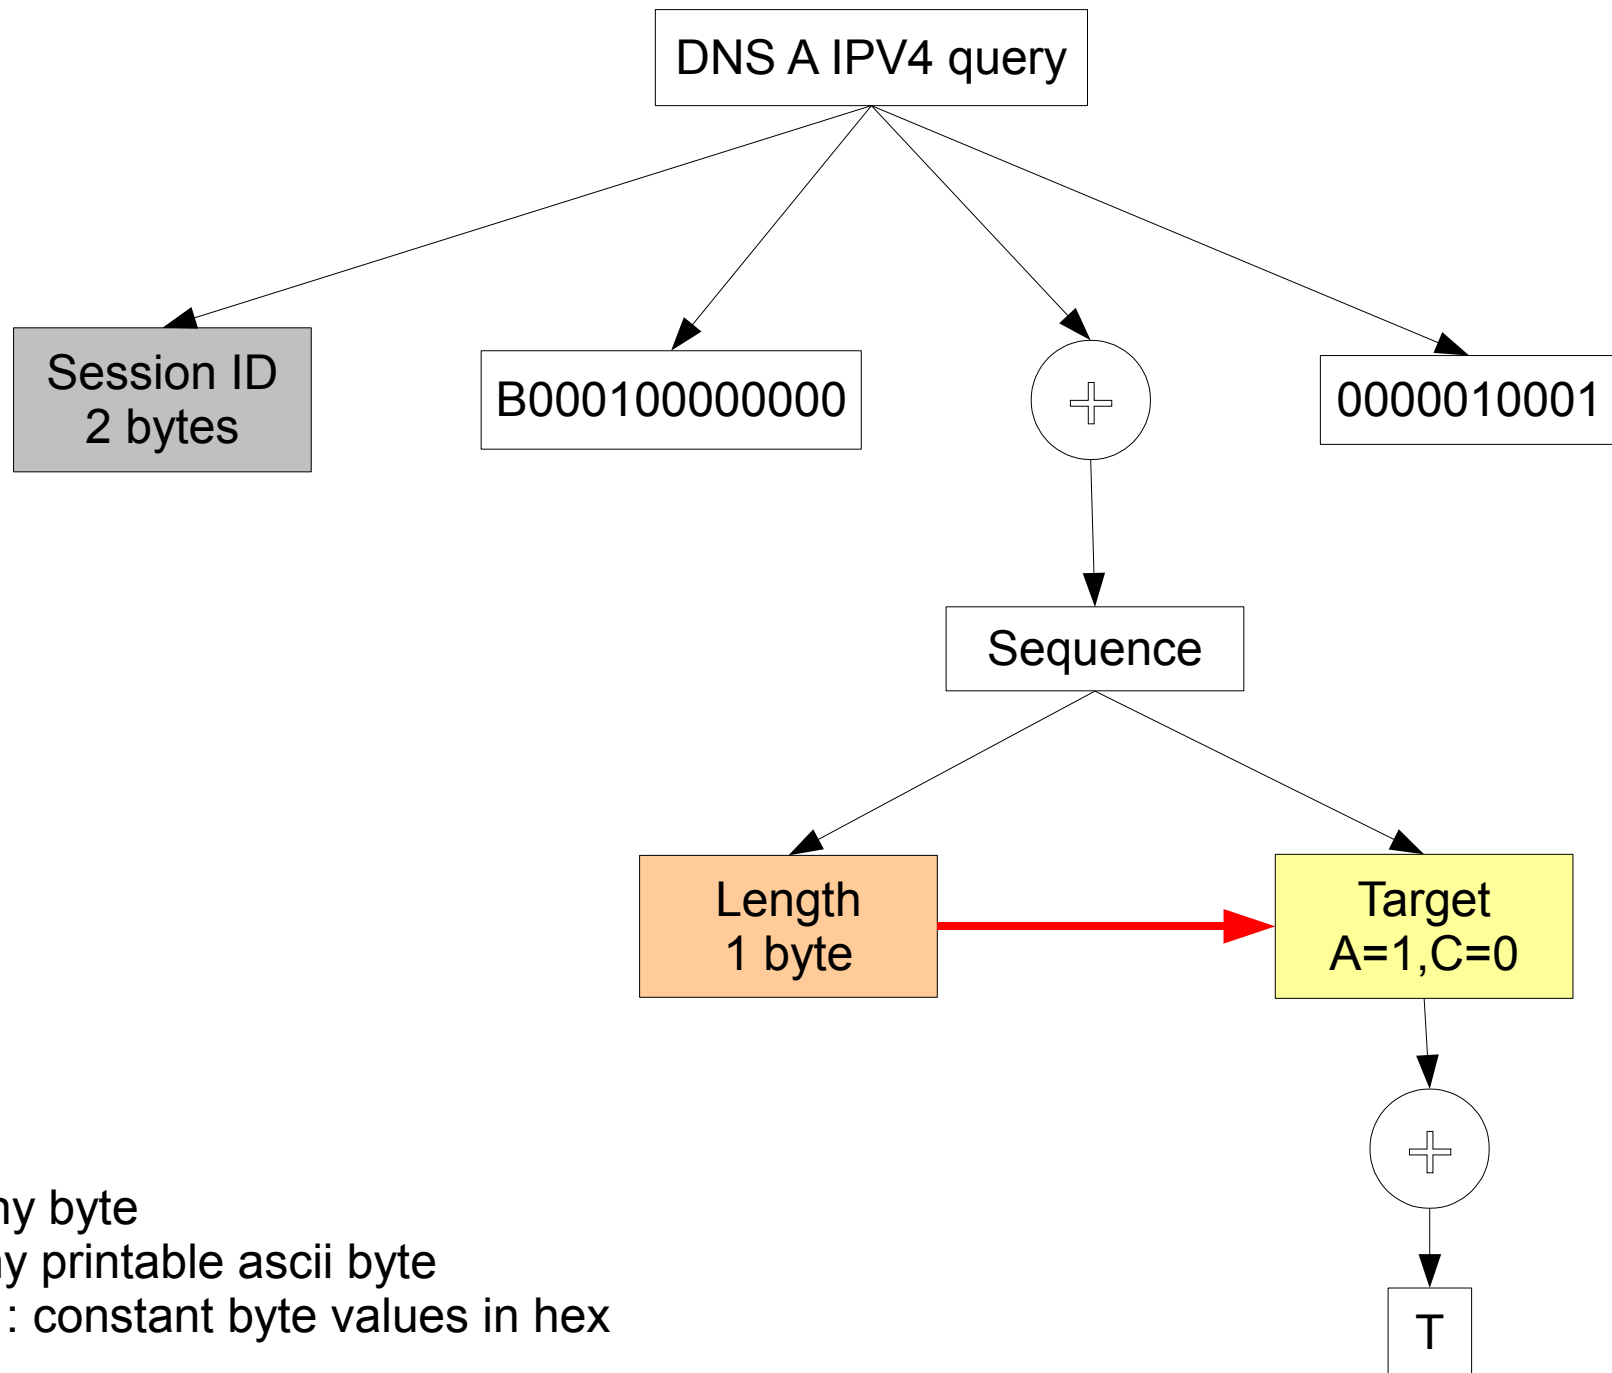 DNS A IPV4 query
Session ID
2 bytes
B000100000000
0000010001
Sequence
Length
1 byte
Target
A=1,C=0
ny byte
ny printable ascii byte
: constant byte values in hex
T